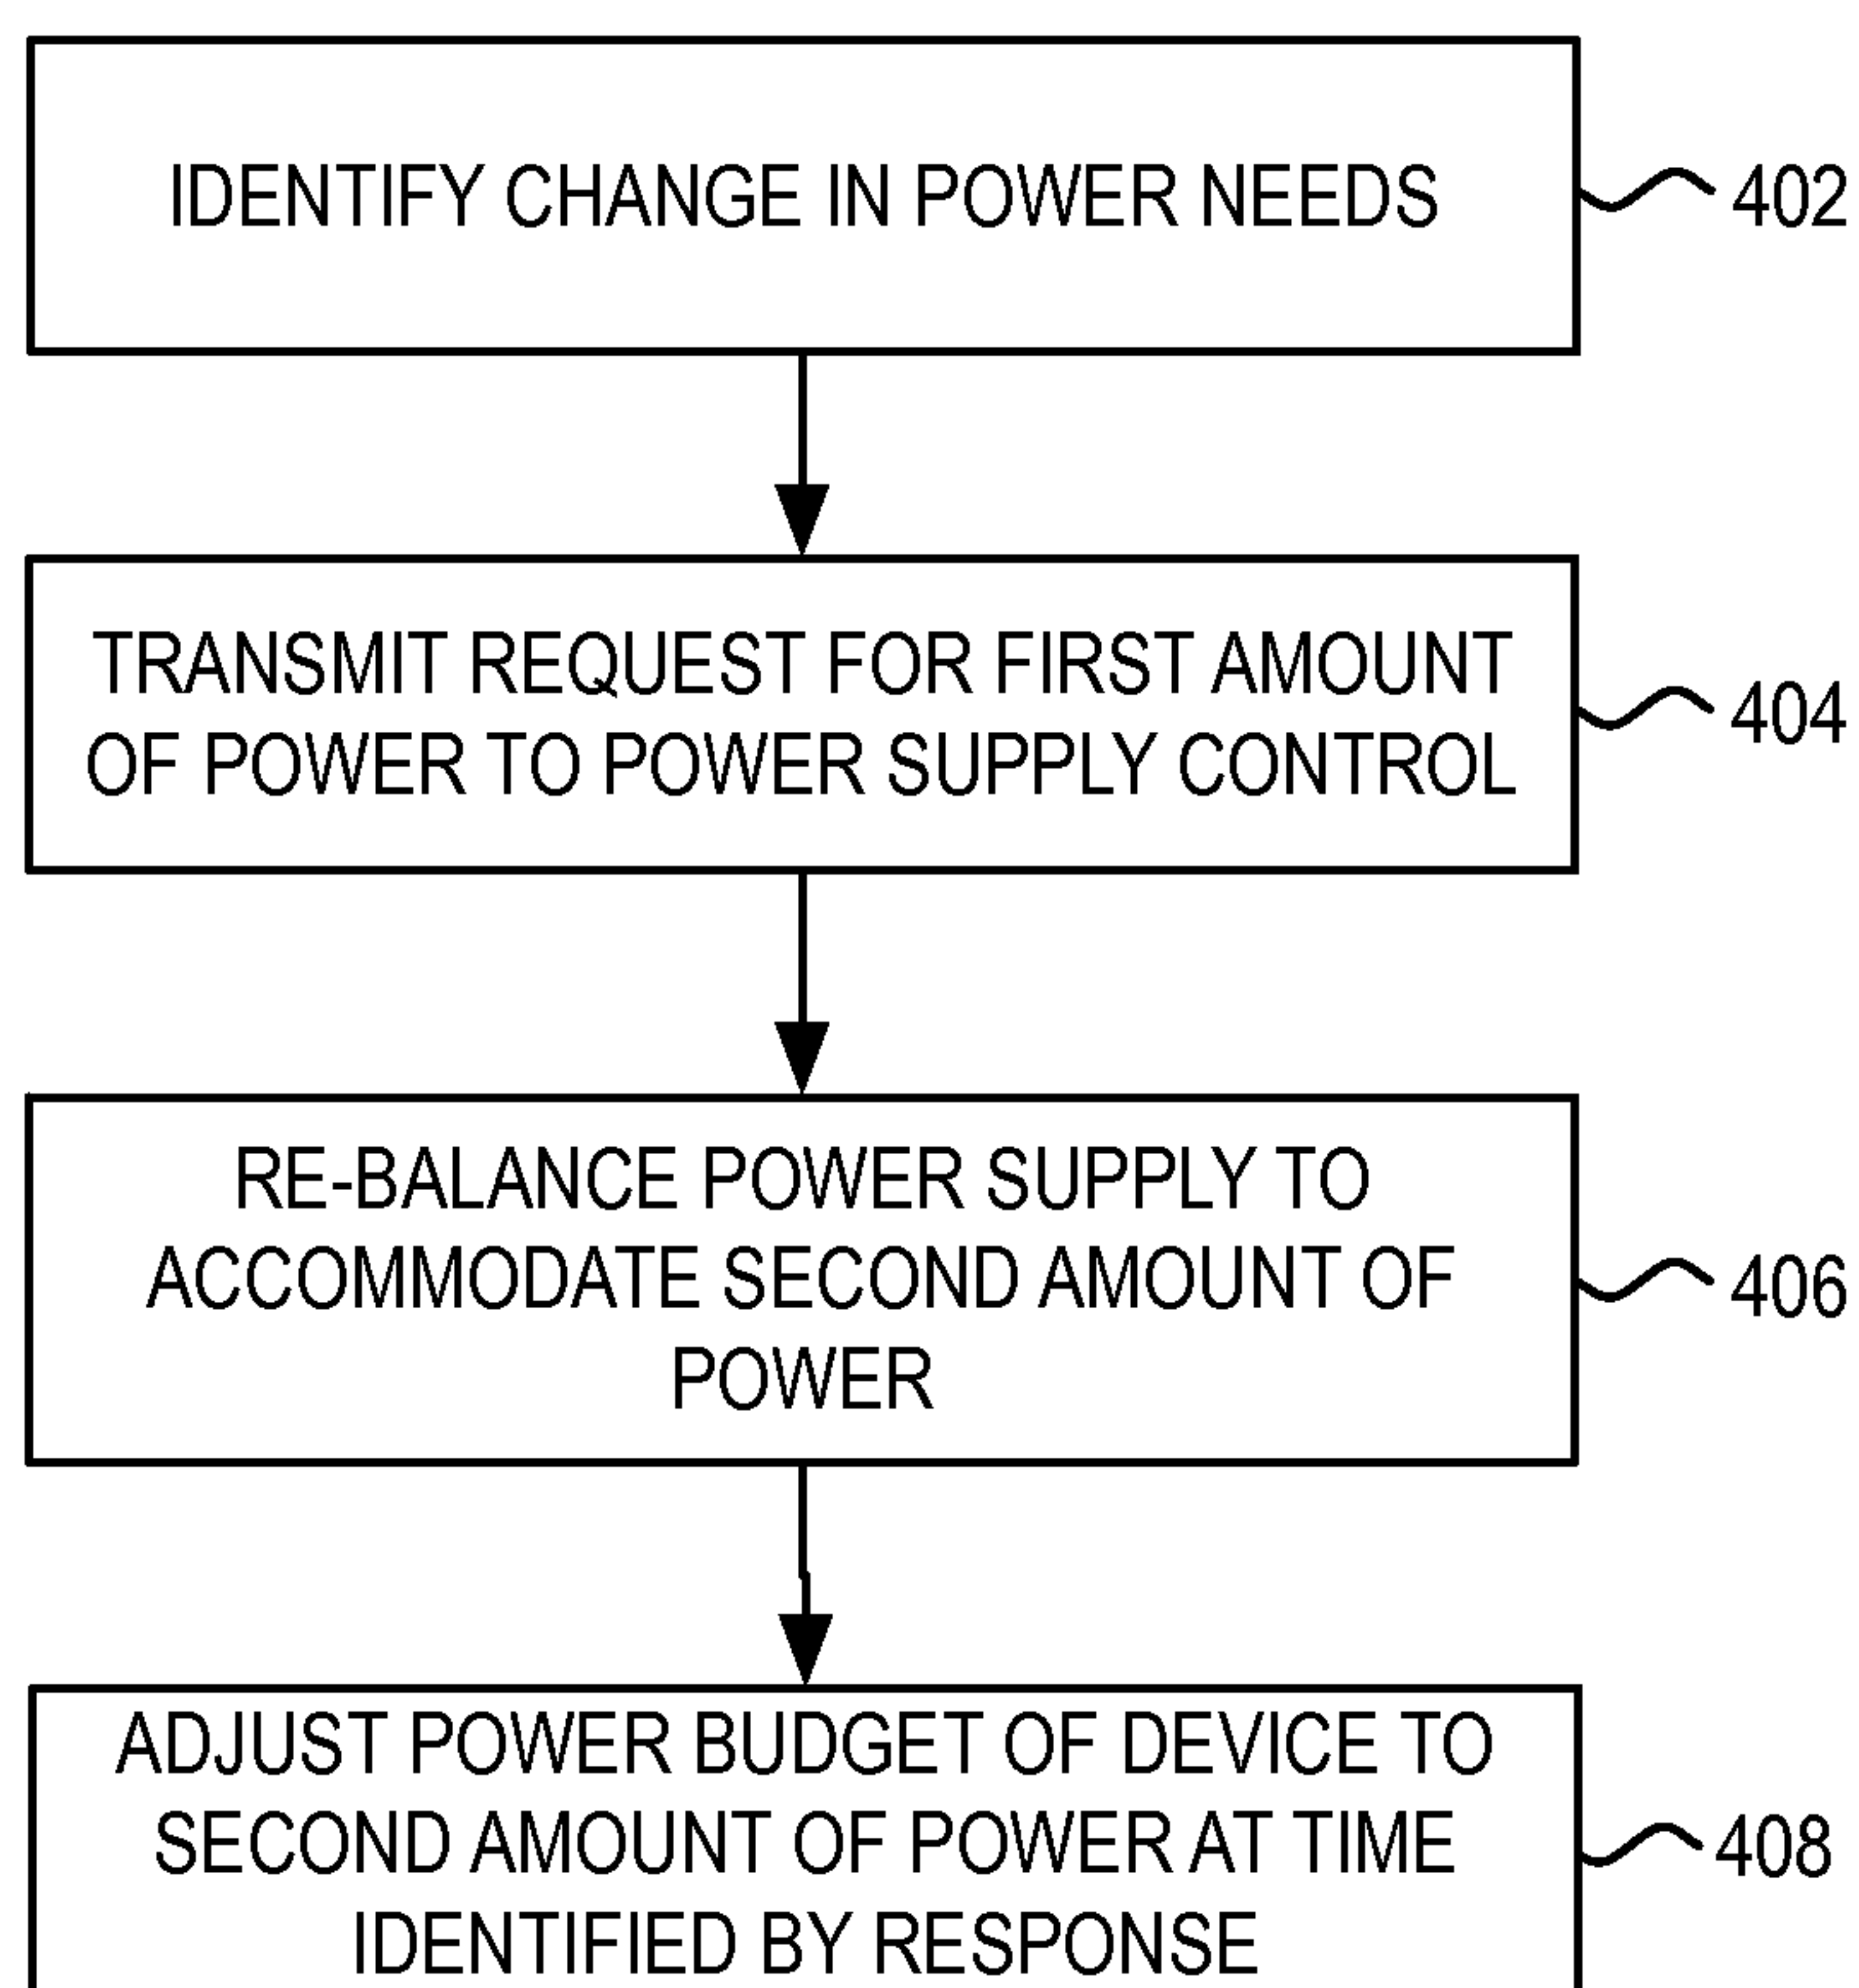 IDENTIFY CHANGE IN POWER NEEDS
402
TRANSMIT REQUEST FOR FIRST AMOUNT
OF POWER TO POWER SUPPLY CONTROL
404
RE-BALANCE POWER SUPPLY TO
ACCOMMODATE SECOND AMOUNT OF
POWER
406
ADJUST POWER BUDGET OF DEVICE TO
SECOND AMOUNT OF POWER AT TIME
IDENTIFIED BY RESPONSE
408